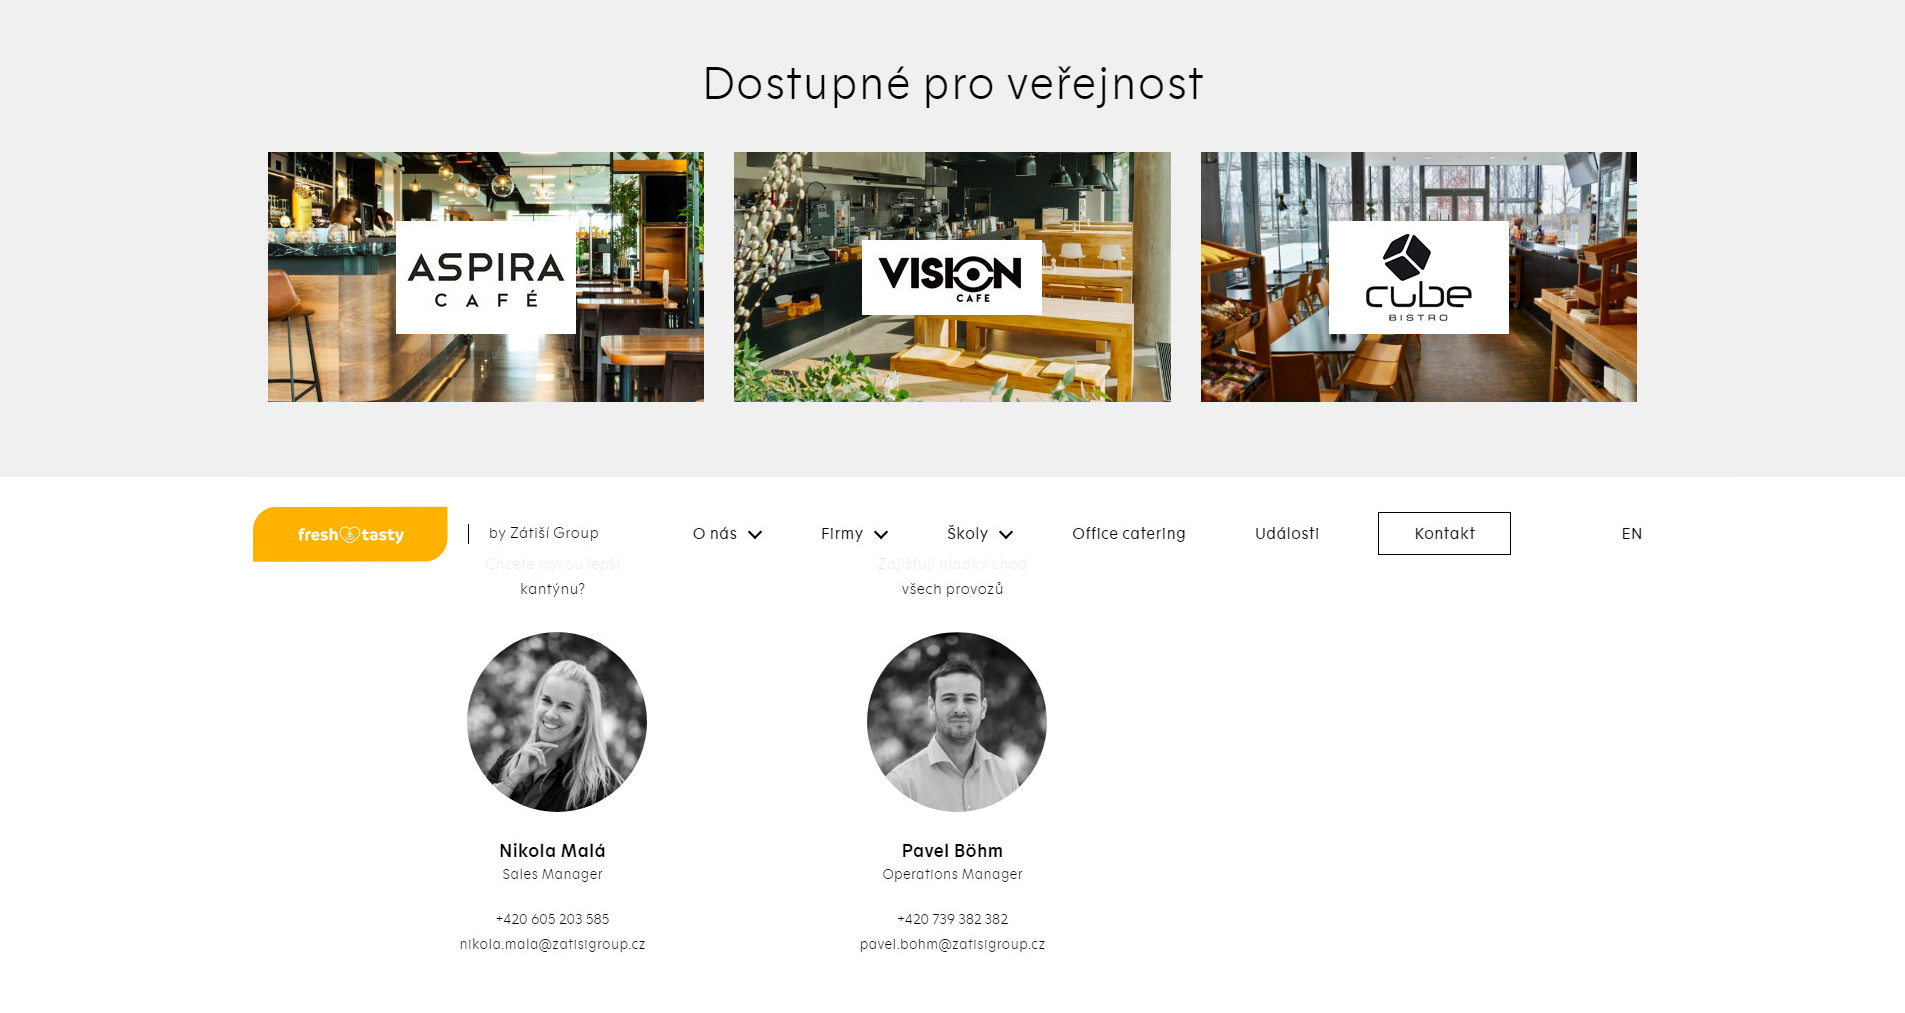 Dostupné pro veřejnost
ASPIRA
CAFÉ
VISION
CAFE
cube
BISTRO
fresh tasty
by Zátiší Group
O nás
Firmy
Školy
Office catering
Události
Kontakt
EN
Chcete novou lepší
kantýnu?
Zajišťují hladký chod
všech provozů
Nikola Malá
Sales Manager
+420 605 203 585
nikola.mala@zatisigroup.cz
Pavel Böhm
Operations Manager
+420 739 382 382
pavel.bohm@zatisigroup.cz